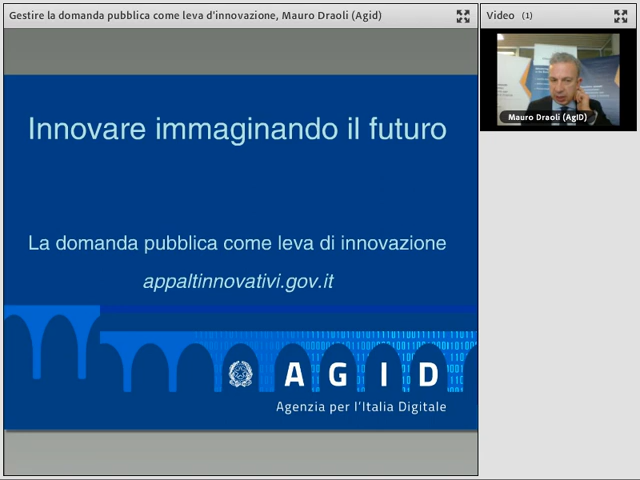 Gestire la domanda pubblica come leva d'innovazione, Mauro Draoli (Agid)
Video (1)
Mauro Draoli (AgID)
Innovare immaginando il futuro
La domanda pubblica come leva di innovazione
appaltinnovativi.gov.it
AGID
Agenzia per l'Italia Digitale